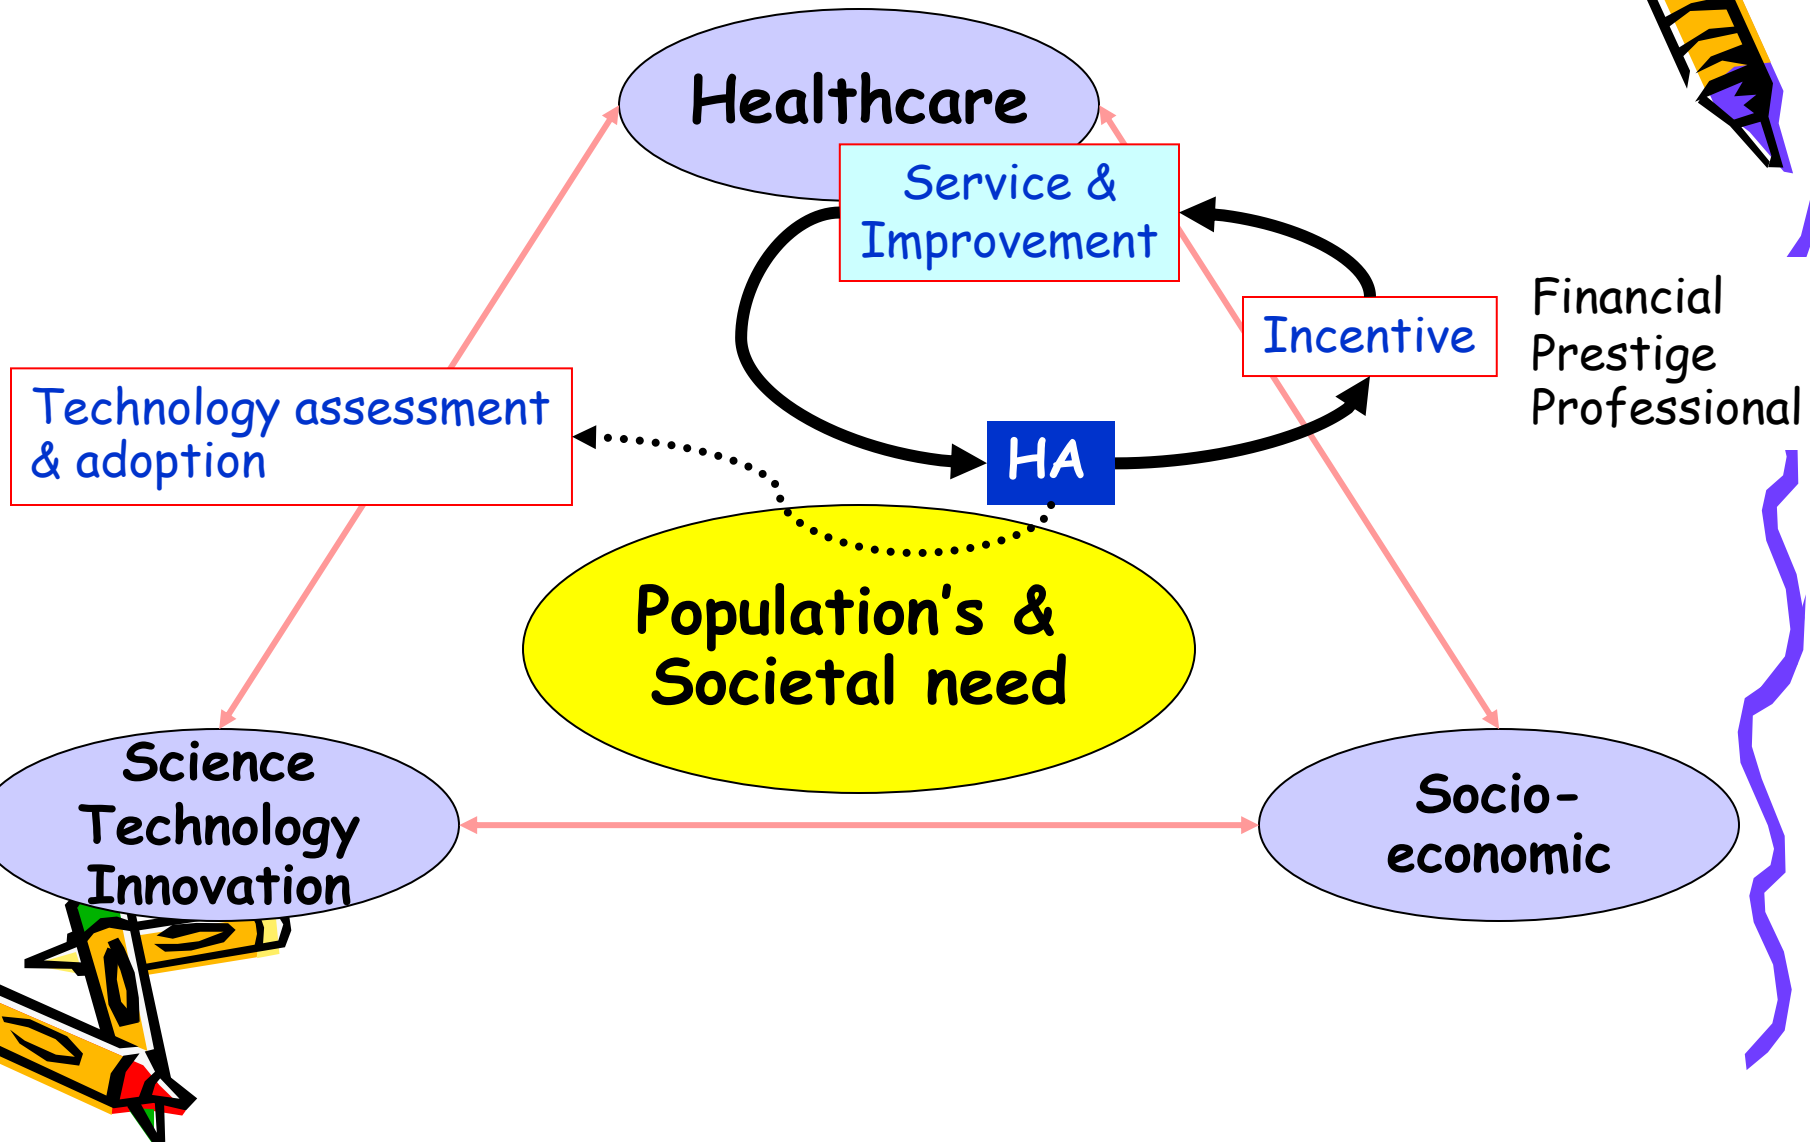 Healthcare
Service &
Improvement
Incentive
Financial
Prestige
Professional
Technology assessment
& adoption
HA
Population's &
Societal need
Science
Technology
Innovation
Socio-
economic